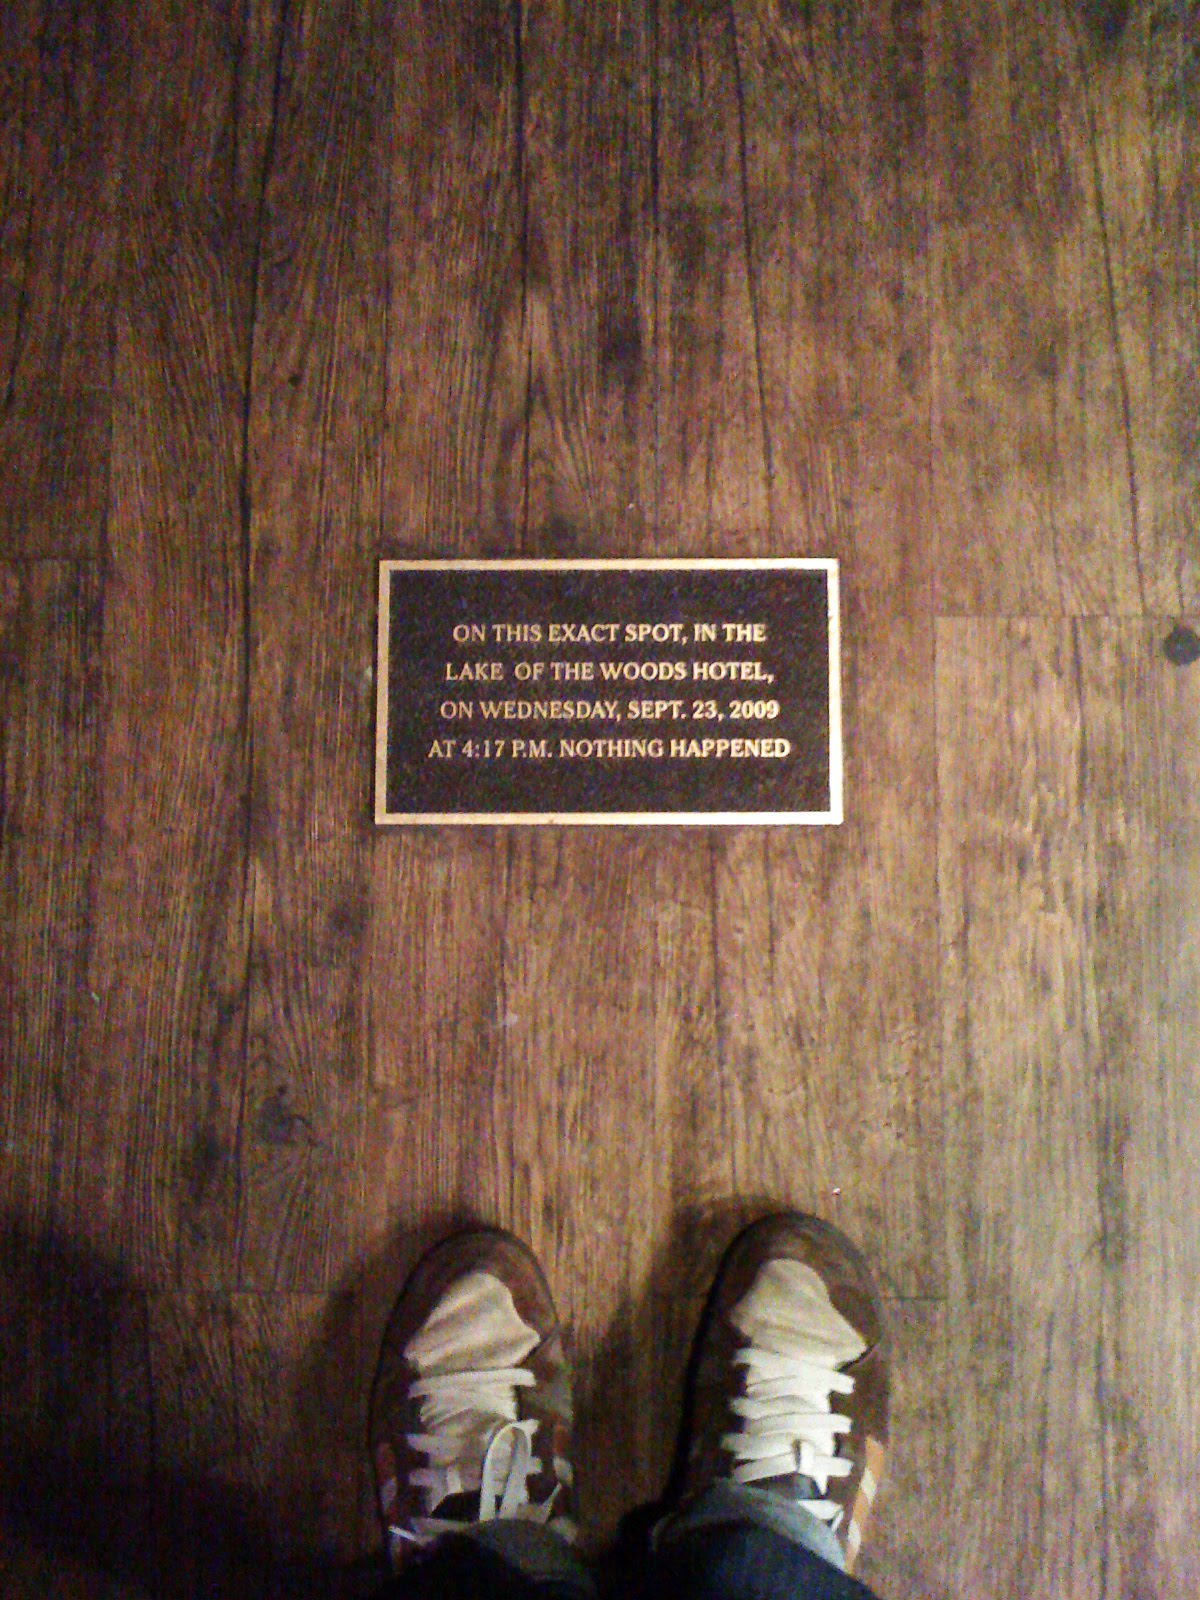 ON THIS EXACT SPOT, IN THE
LAKE OF THE WOODS HOTEL,
ON WEDNESDAY, SEPT. 23, 2009
AT 4:17 P.M. NOTHING HAPPENED